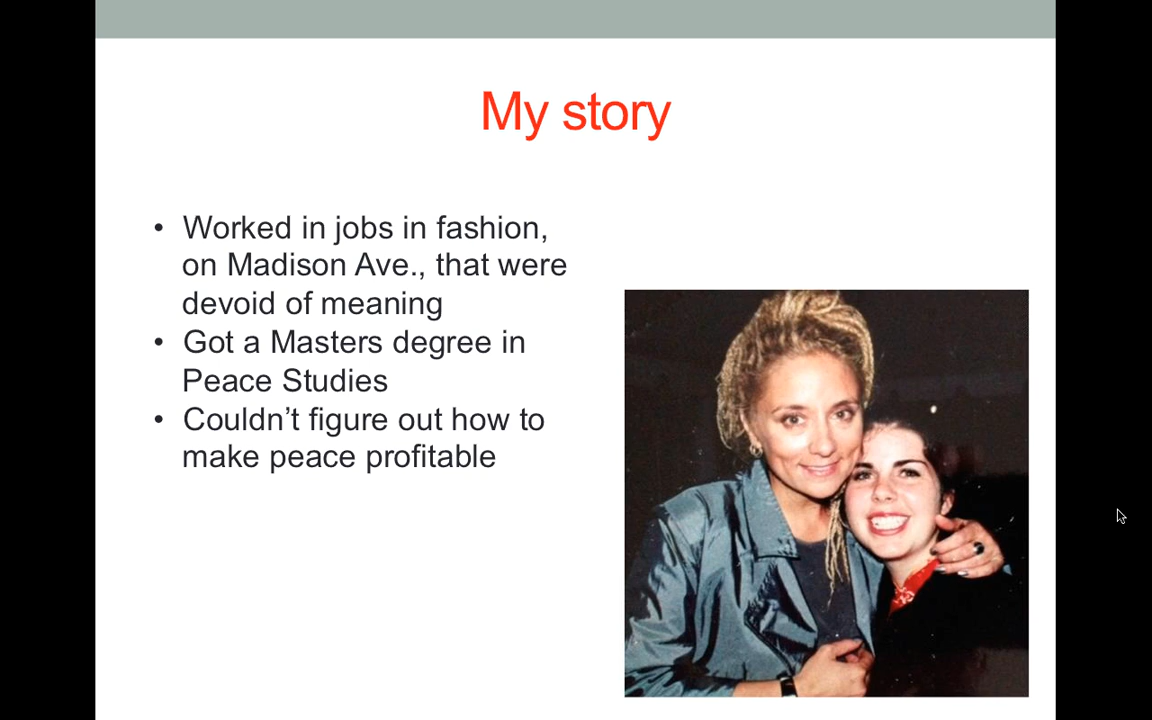 My story
• Worked in jobs in fashion,
on Madison Ave., that were
devoid of meaning
• Got a Masters degree in
Peace Studies
• Couldn’t figure out how to
make peace profitable